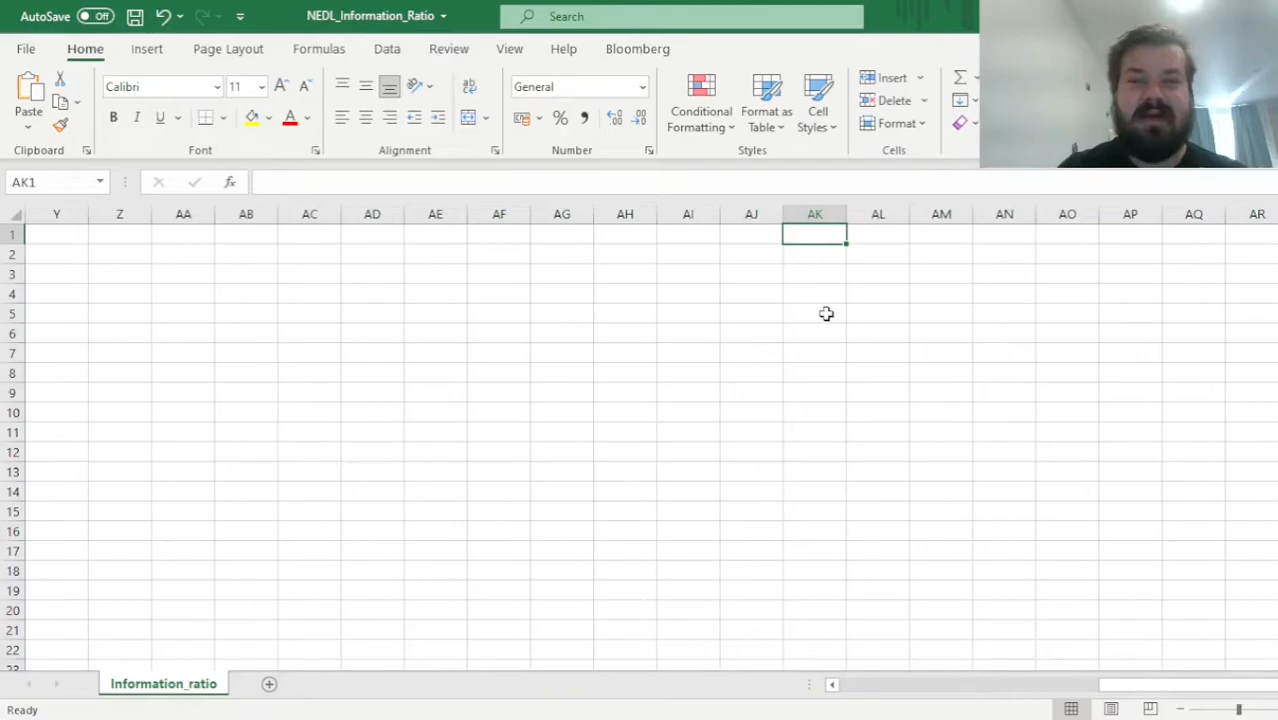 AutoSave Off NEDL_Information_Ratio Search
File Home Insert Page Layout Formulas Data Review View Help Bloomberg
Calibri 11 General Insert
Paste B I U Conditional Formatting Format as Table Cell Styles Delete
Format
Clipboard Font Alignment Number Styles Cells
AK1 fx
Y Z AA AB AC AD AE AF AG AH AI AJ AK AL AM AN AO AP AQ AR
1
2
3
4
5
6
7
8
9
10
11
12
13
14
15
16
17
18
19
20
21
22
23
Information_ratio
Ready